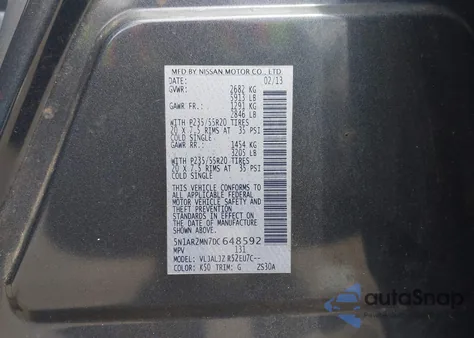 MFD BY NISSAN MOTOR CO., LTD
DATE: 02/13
GVWR: 2682 KG
5913 LB
GAWR FR.: 1291 KG
2846 LB
WITH P235/55R20 TIRES
20 X 7.5 RIMS AT 35 PSI
COLD SINGLE
GAWR RR.: 1454 KG
3205 LB
WITH P235/55R20 TIRES
20 X 7.5 RIMS AT 35 PSI
COLD SINGLE
THIS VEHICLE CONFORMS TO
ALL APPLICABLE FEDERAL
MOTOR VEHICLE SAFETY AND
THEFT PREVENTION STANDARDS
IN EFFECT ON THE DATE OF
MANUFACTURE SHOWN ABOVE.
5N1AR2MN7DC648592
MPV 131
MODEL:
COLOR: K50 TRIM: G 2S30A
autoSnap